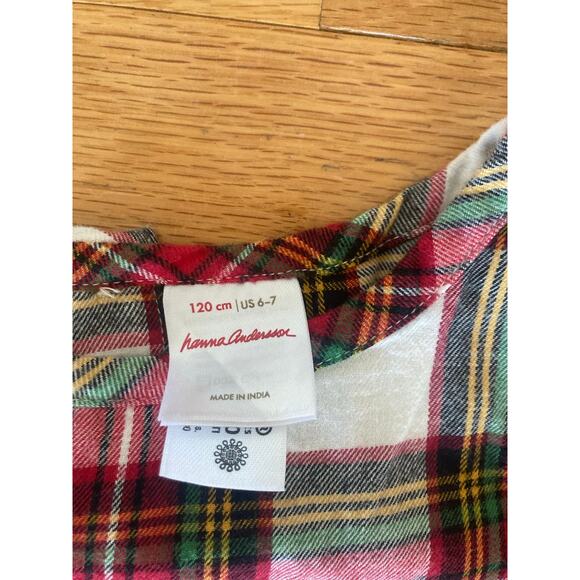 120 cm | US 6-7
hanna andersson
MADE IN INDIA